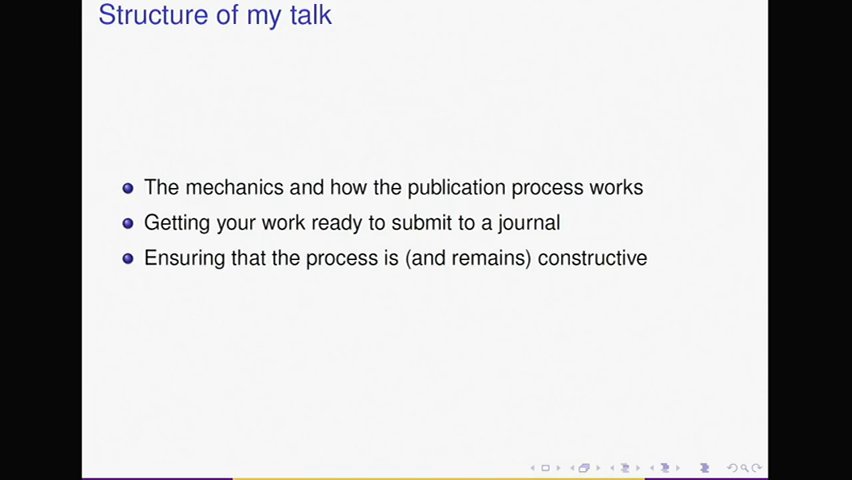 Structure of my talk
The mechanics and how the publication process works
Getting your work ready to submit to a journal
Ensuring that the process is (and remains) constructive